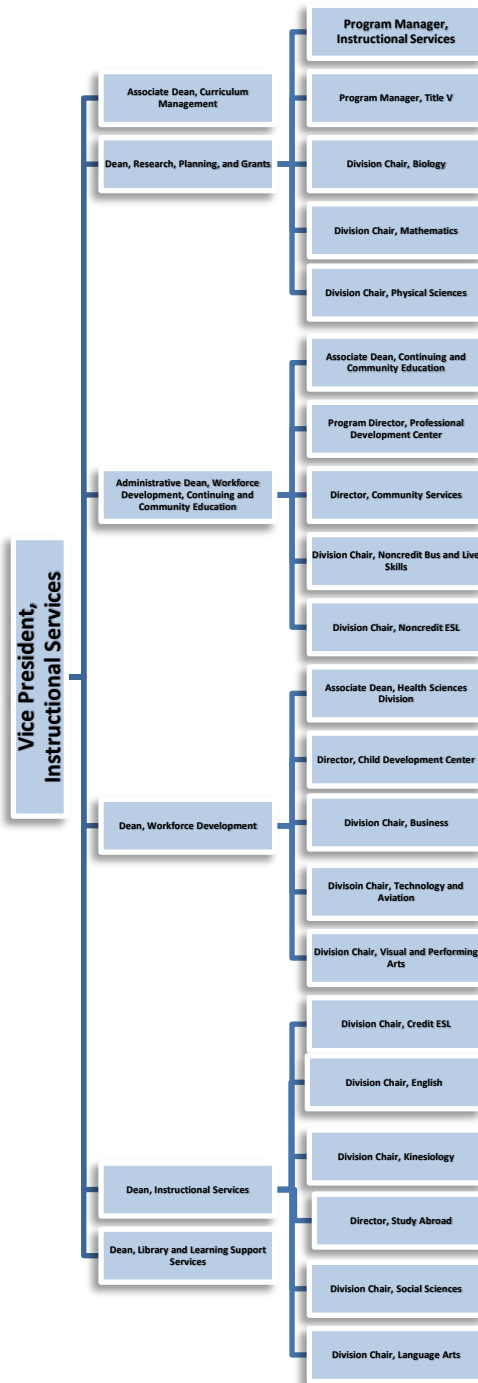 Vice President,
Instructional Services
Associate Dean, Curriculum
Management
Dean, Research, Planning, and Grants
Program Manager,
Instructional Services
Program Manager, Title V
Division Chair, Biology
Division Chair, Mathematics
Division Chair, Physical Sciences
Administrative Dean, Workforce
Development, Continuing and
Community Education
Associate Dean, Continuing and
Community Education
Program Director, Professional
Development Center
Director, Community Services
Division Chair, Noncredit Bus and Live
Skills
Division Chair, Noncredit ESL
Dean, Workforce Development
Associate Dean, Health Sciences
Division
Director, Child Development Center
Division Chair, Business
Divisoin Chair, Technology and
Aviation
Division Chair, Visual and Performing
Arts
Dean, Instructional Services
Division Chair, Credit ESL
Division Chair, English
Division Chair, Kinesiology
Director, Study Abroad
Division Chair, Social Sciences
Division Chair, Language Arts
Dean, Library and Learning Support
Services